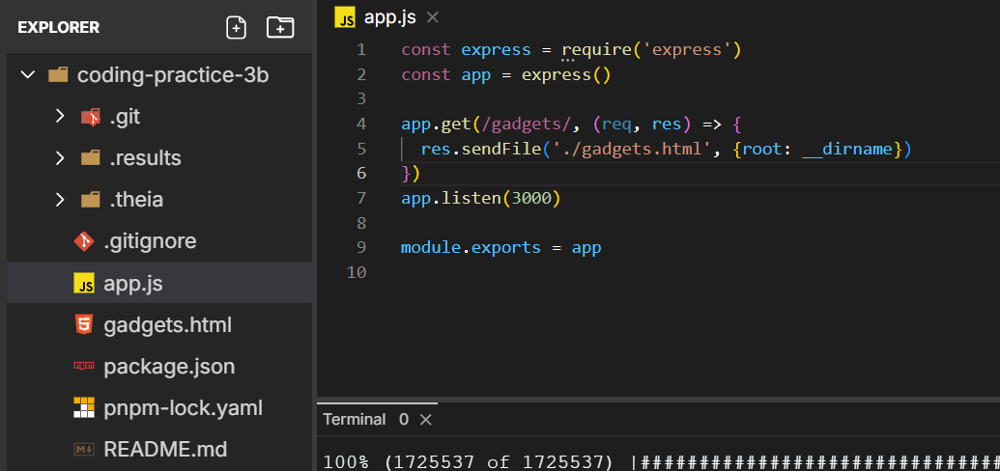 EXPLORER
coding-practice-3b
.git
.results
.theia
.gitignore
JS app.js
gadgets.html
package.json
pnpm-lock.yaml
README.md
JS app.js ×
1 const express = require('express')
2 const app = express()
3
4 app.get(/gadgets/, (req, res) => {
5 res.sendFile('./gadgets.html', {root: __dirname})
6 })
7 app.listen(3000)
8
9 module.exports = app
10
Terminal 0 ×
100% (1725537 of 1725537) |##############################